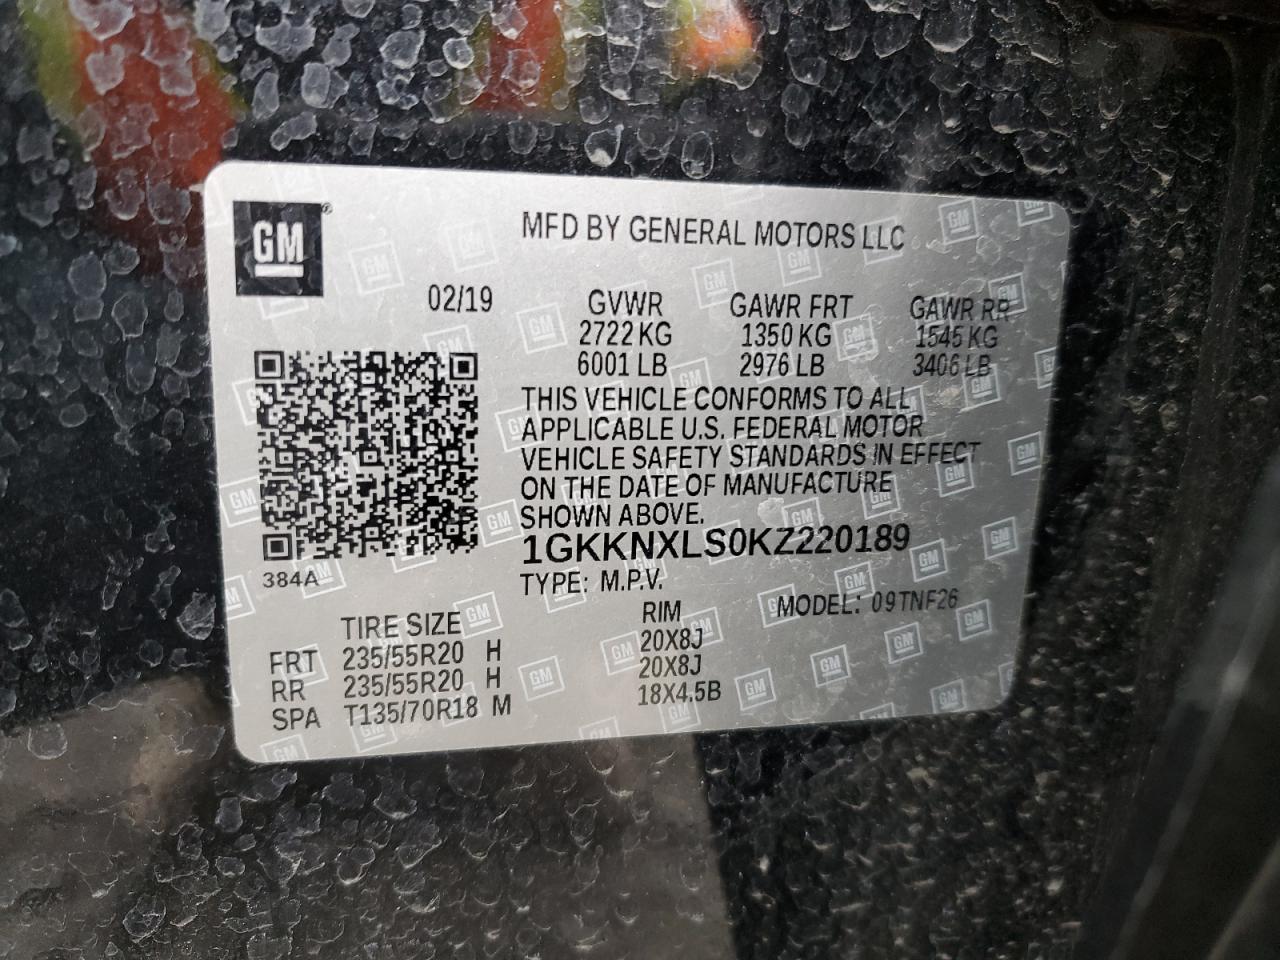 GM®
MFD BY GENERAL MOTORS LLC
02/19 GVWR GAWR FRT GAWR RR
2722 KG 1350 KG 1545 KG
6001 LB 2976 LB 3406 LB
THIS VEHICLE CONFORMS TO ALL
APPLICABLE U.S. FEDERAL MOTOR
VEHICLE SAFETY STANDARDS IN EFFECT
ON THE DATE OF MANUFACTURE
SHOWN ABOVE.
1GKKNXLS0KZ220189
384A
TYPE: M.P.V. MODEL: 09TNF26
TIRE SIZE RIM
FRT 235/55R20 H 20X8J
RR 235/55R20 H 20X8J
SPA T135/70R18 M 18X4.5B